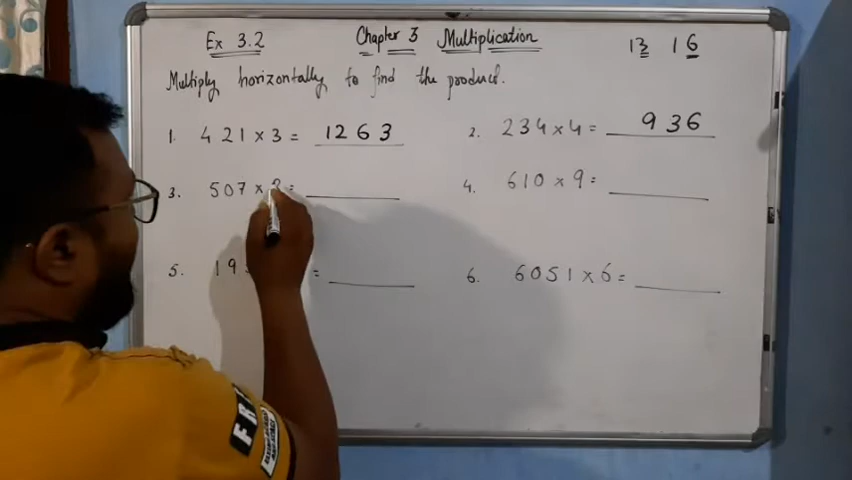 Ex 3.2 Chapter 3 Multiplication 13 16
Multiply horizontally to find the product.
1. 421 × 3 = 1263 2. 234 × 4 = 936
3. 507 × = 4. 610 × 9 =
5. 19 = 6. 6051 × 6 =